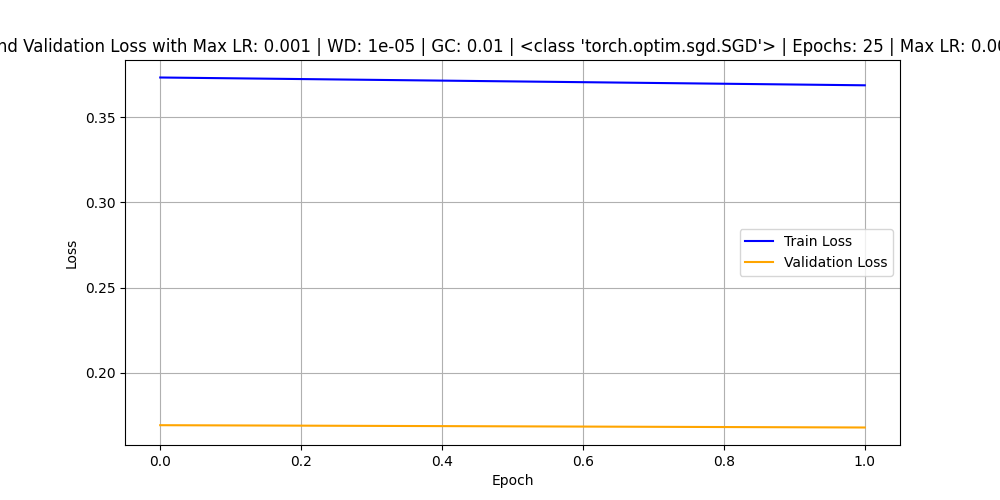 nd Validation Loss with Max LR: 0.001 | WD: 1e-05 | GC: 0.01 | <class 'torch.optim.sgd.SGD'> | Epochs: 25 | Max LR: 0.00
0.35
0.30
0.25
0.20
Loss
Train Loss
Validation Loss
0.0 0.2 0.4 0.6 0.8 1.0
Epoch